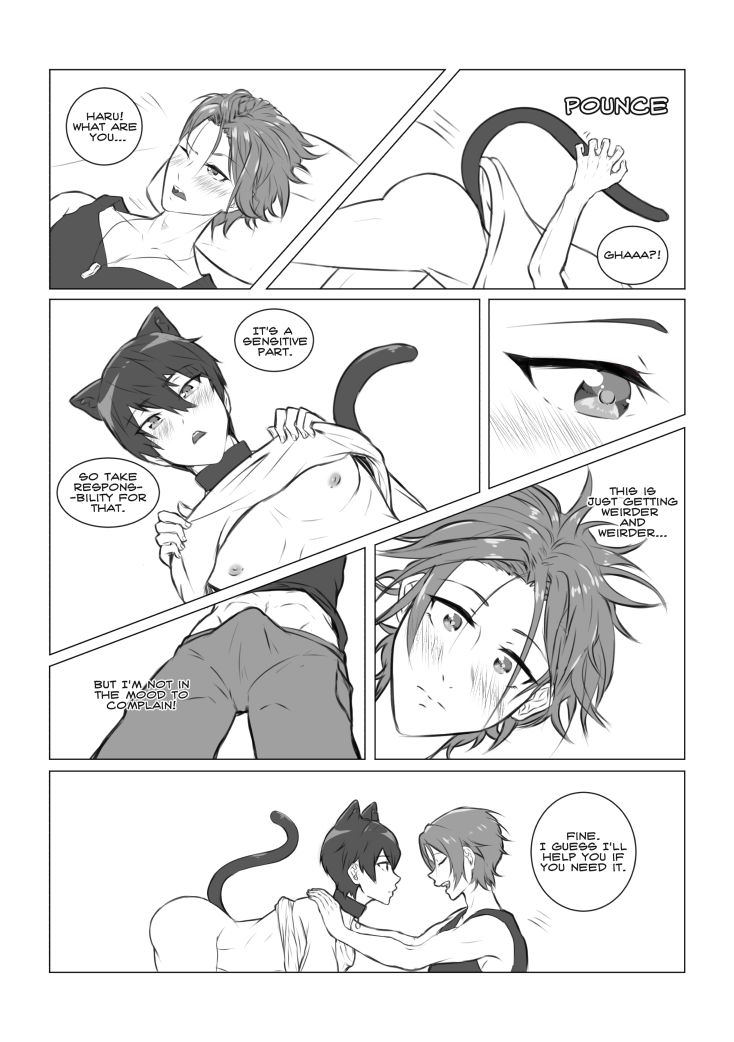 HARU!
WHAT ARE
YOU...
POUNCE
GHAAA?!
IT'S A
SENSITIVE
PART.
SO TAKE
RESPONS-
-BILITY FOR
THAT.
THIS IS
JUST GETTING
WEIRDER
AND
WEIRDER...
BUT I'M NOT IN
THE MOOD TO
COMPLAIN!
FINE.
I GUESS I'LL
HELP YOU IF
YOU NEED IT.